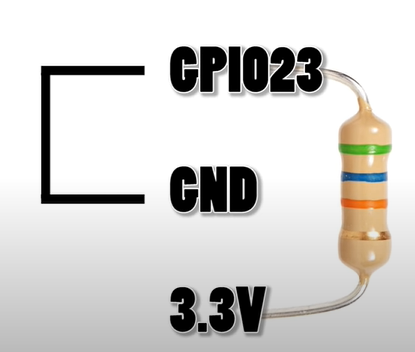 GPIO23
GND
3.3V